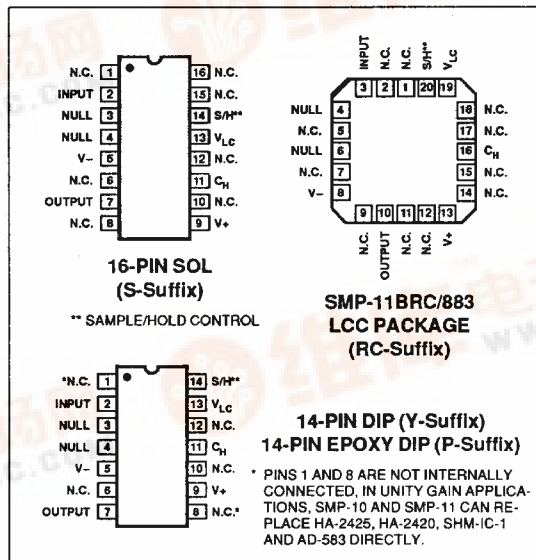 N.C. 1 16 N.C.
INPUT 2 15 N.C.
NULL 3 14 S/H**
NULL 4 13 VLC
V– 5 12 N.C.
N.C. 6 11 CH
OUTPUT 7 10 N.C.
N.C. 8 9 V+
16-PIN SOL
(S-Suffix)
** SAMPLE/HOLD CONTROL
INPUT N.C. N.C. S/H** VLC
3 2 1 20 19
NULL 4 18 N.C.
N.C. 5 17 N.C.
NULL 6 16 CH
N.C. 7 15 N.C.
V– 8 14 N.C.
9 10 11 12 13
N.C. OUTPUT N.C. N.C. V+
SMP-11BRC/883
LCC PACKAGE
(RC-Suffix)
*N.C. 1 14 S/H**
INPUT 2 13 VLC
NULL 3 12 N.C.
NULL 4 11 CH
V– 5 10 N.C.
N.C. 6 9 V+
OUTPUT 7 8 N.C.*
14-PIN DIP (Y-Suffix)
14-PIN EPOXY DIP (P-Suffix)
* PINS 1 AND 8 ARE NOT INTERNALLY
CONNECTED, IN UNITY GAIN APPLICA-
TIONS, SMP-10 AND SMP-11 CAN RE-
PLACE HA-2425, HA-2420, SHM-IC-1
AND AD-583 DIRECTLY.